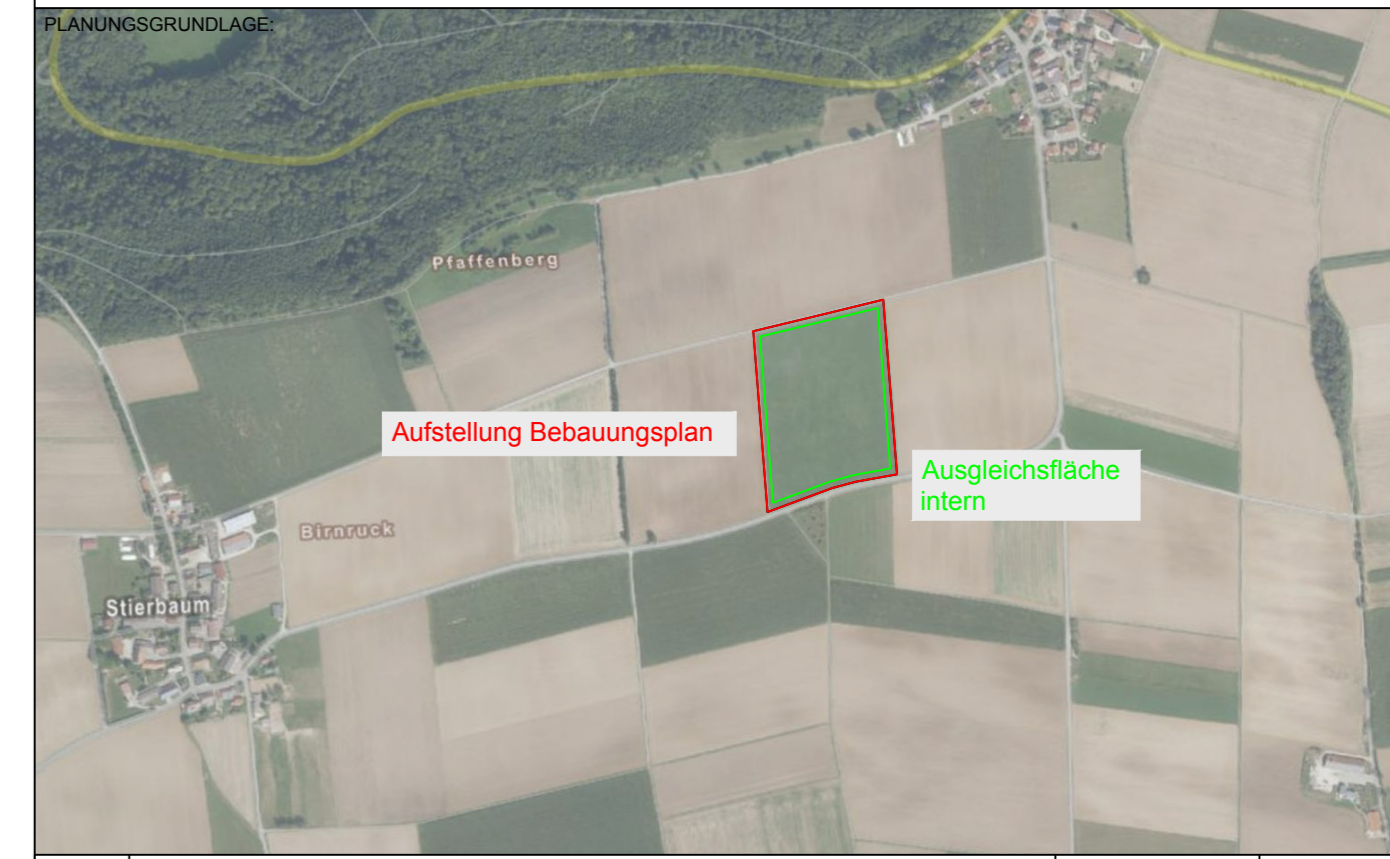 PLANUNGSGRUNDLAGE:
Pfaffenberg
Aufstellung Bebauungsplan
Ausgleichsfläche
intern
Birnruck
Stierbaum